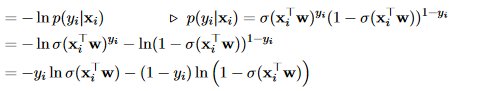 = − ln p(yᵢ|xᵢ) ▷ p(yᵢ|xᵢ) = σ(xᵢ⊤w)^{yᵢ}(1 − σ(xᵢ⊤w))^{1−yᵢ}
= − ln σ(xᵢ⊤w)^{yᵢ} − ln(1 − σ(xᵢ⊤w))^{1−yᵢ}
= −yᵢ ln σ(xᵢ⊤w) − (1 − yᵢ) ln (1 − σ(xᵢ⊤w))